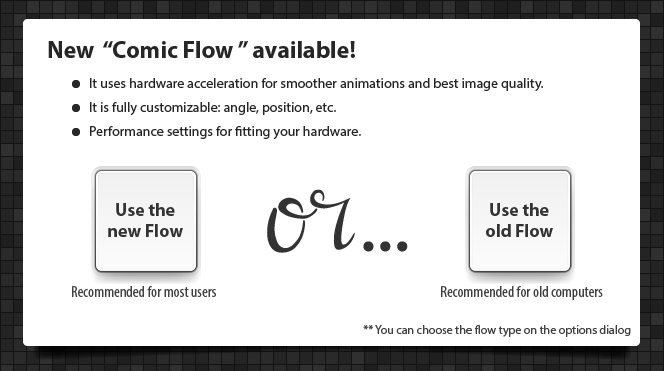 New “Comic Flow ” available!
It uses hardware acceleration for smoother animations and best image quality.
It is fully customizable: angle, position, etc.
Performance settings for fitting your hardware.
Use the
new Flow
or...
Use the
old Flow
Recommended for most users
Recommended for old computers
** You can choose the flow type on the options dialog